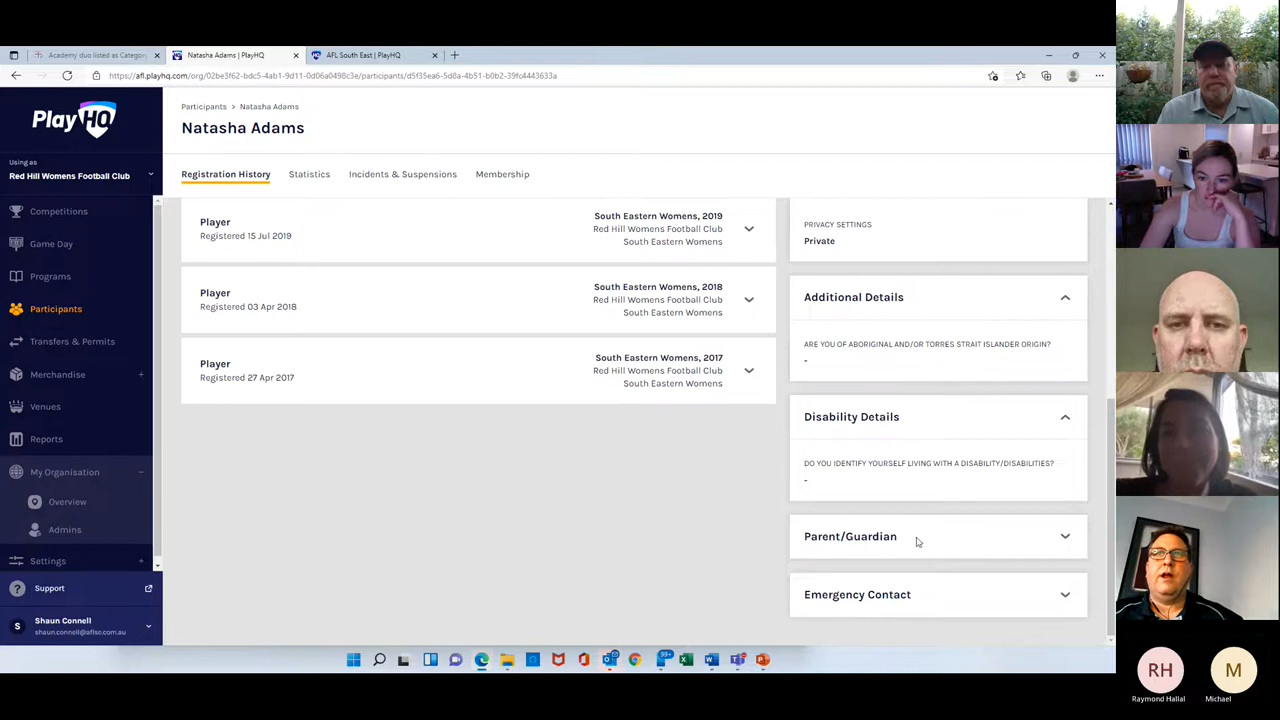 Academy duo listed as Categor
Natasha Adams | PlayHQ
AFL South East | PlayHQ
https://afl.playhq.com/org/02be3f62-bdc5-4ab1-9d11-0d06a0498c3e/participants/d5f35ea6-5d8a-4b51-b0b2-39fc4443633a
PlayHQ
Using as
Red Hill Womens Football Club
Competitions
Game Day
Programs
Participants
Transfers & Permits
Merchandise
Venues
Reports
My Organisation
Overview
Admins
Settings
Support
S
Shaun Connell
shaun.connell@aflse.com.au
Participants > Natasha Adams
Natasha Adams
Registration History
Statistics
Incidents & Suspensions
Membership
Player
Registered 15 Jul 2019
South Eastern Womens, 2019
Red Hill Womens Football Club
South Eastern Womens
Player
Registered 03 Apr 2018
South Eastern Womens, 2018
Red Hill Womens Football Club
South Eastern Womens
Player
Registered 27 Apr 2017
South Eastern Womens, 2017
Red Hill Womens Football Club
South Eastern Womens
PRIVACY SETTINGS
Private
Additional Details
ARE YOU OF ABORIGINAL AND/OR TORRES STRAIT ISLANDER ORIGIN?
-
Disability Details
DO YOU IDENTIFY YOURSELF LIVING WITH A DISABILITY/DISABILITIES?
-
Parent/Guardian
Emergency Contact
99+
RH
Raymond Hallal
M
Michael